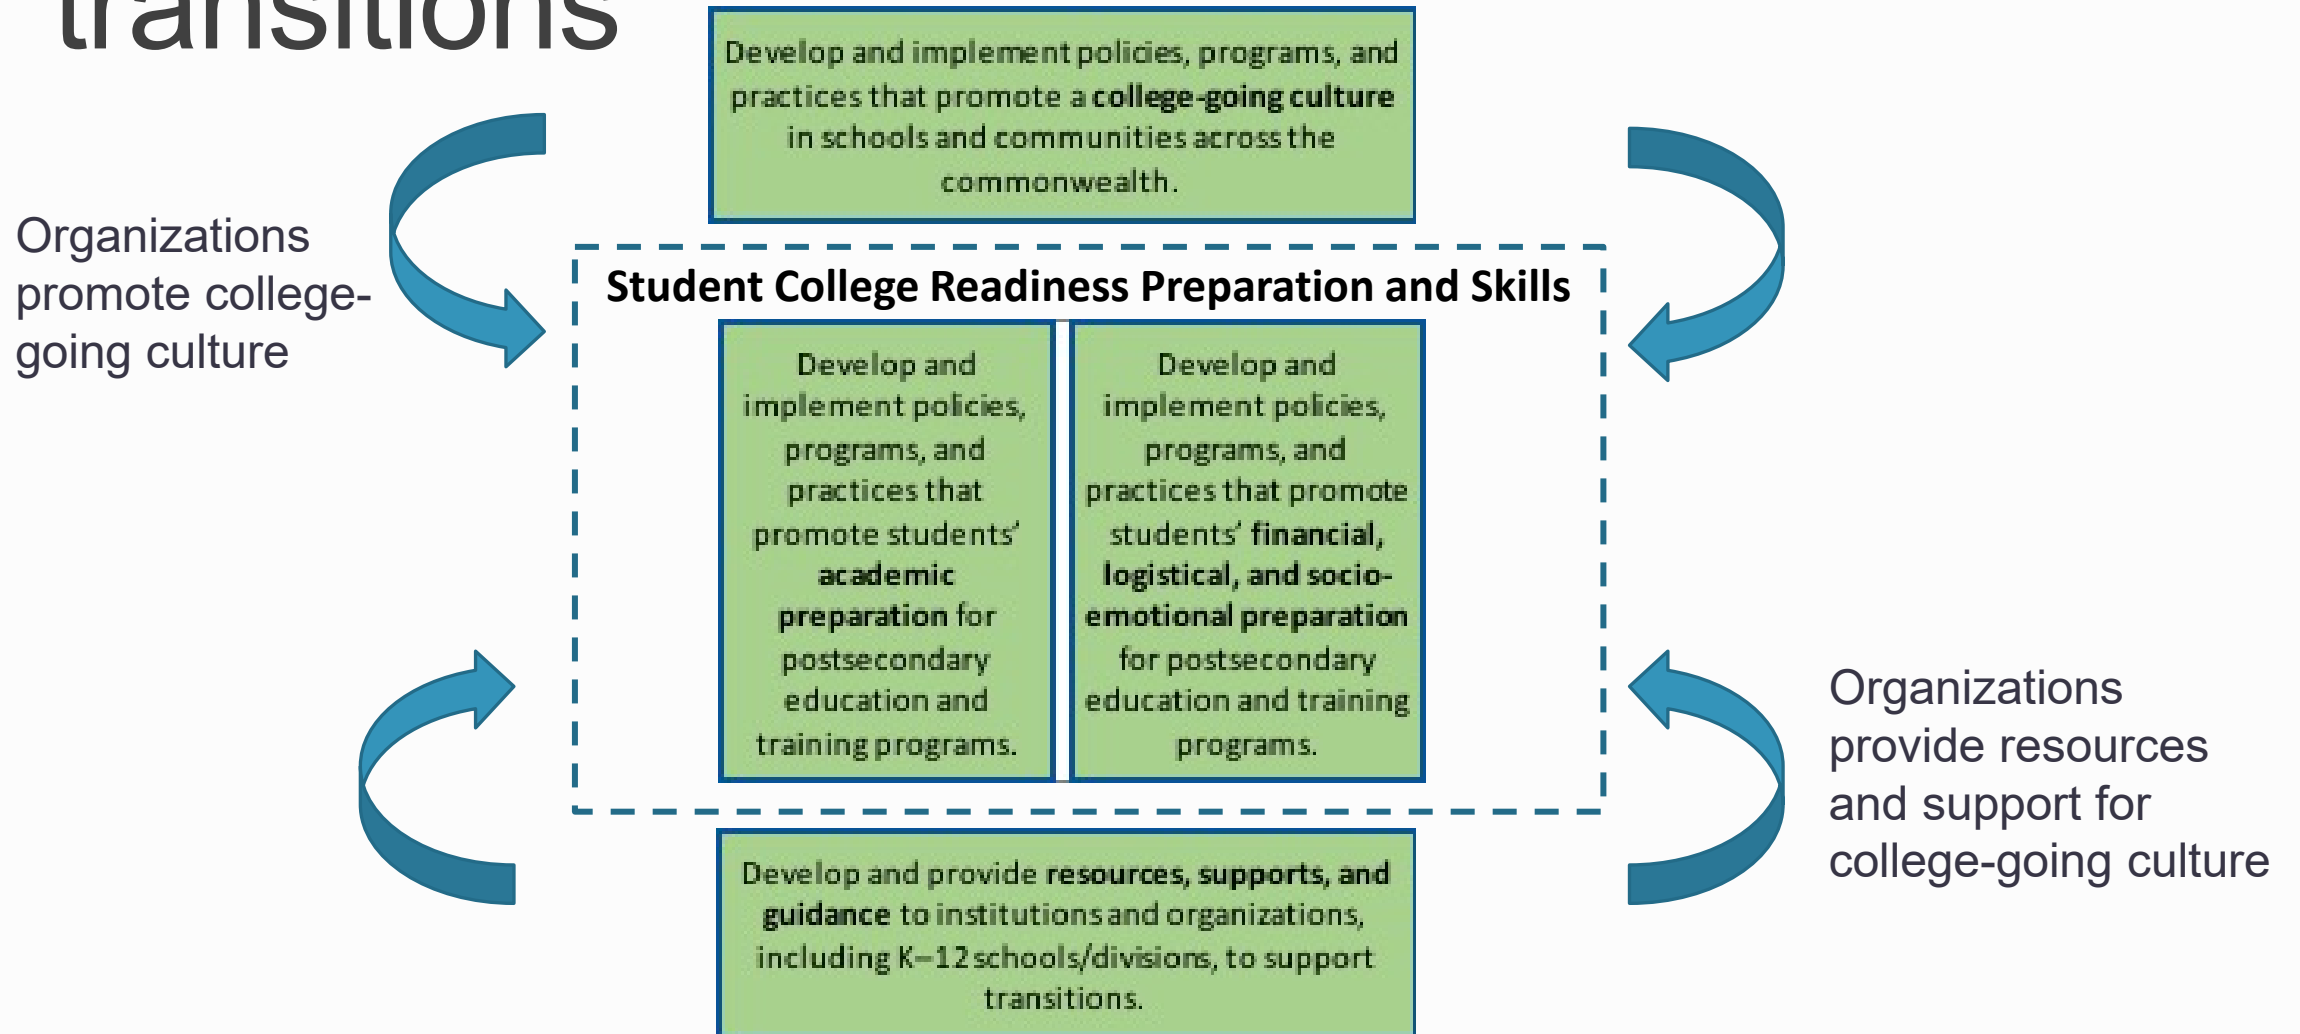 transitions
Develop and implement policies, programs, and
practices that promote a college-going culture
in schools and communities across the
commonwealth.
Organizations
promote college-
going culture
Student College Readiness Preparation and Skills
Develop and
implement policies,
programs, and
practices that
promote students’
academic
preparation for
postsecondary
education and
training programs.
Develop and
implement policies,
programs, and
practices that promote
students’ financial,
logistical, and socio-
emotional preparation
for postsecondary
education and training
programs.
Organizations
provide resources
and support for
college-going culture
Develop and provide resources, supports, and
guidance to institutions and organizations,
including K–12 schools/divisions, to support
transitions.